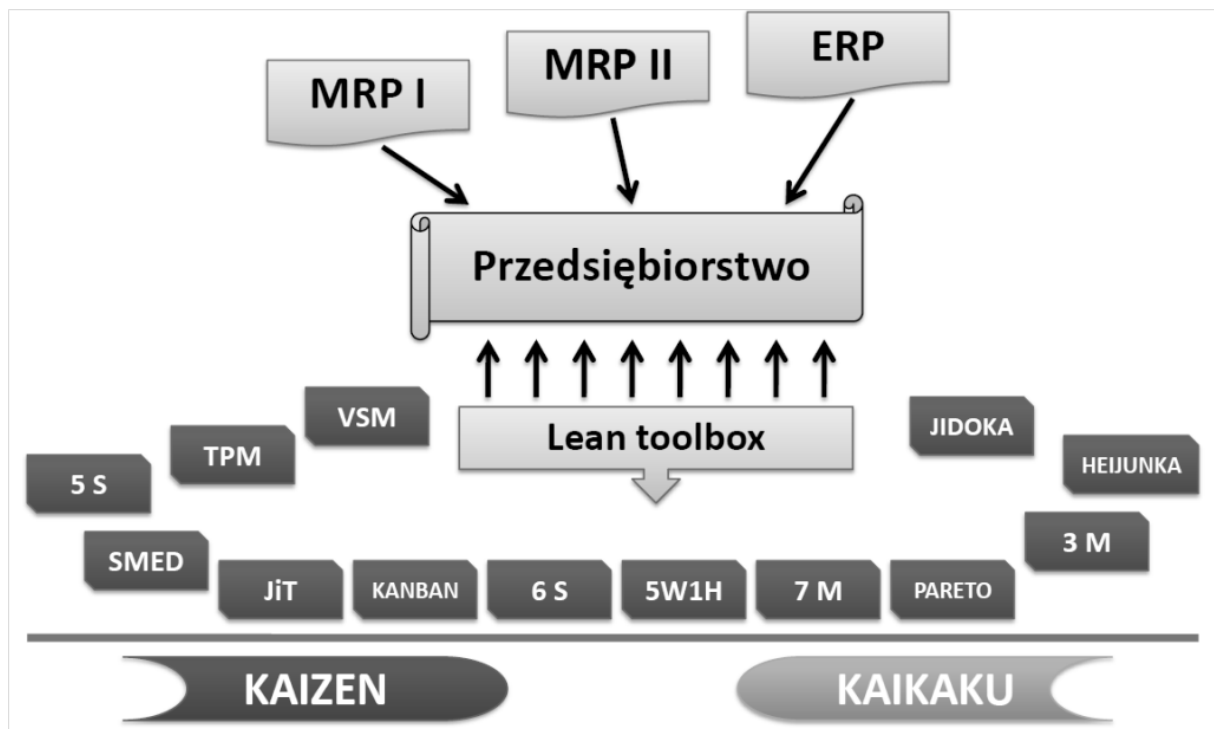 MRP I
MRP II
ERP
Przedsiębiorstwo
Lean toolbox
VSM
TPM
5 S
SMED
JiT
KANBAN
6 S
5W1H
7 M
PARETO
3 M
JIDOKA
HEIJUNKA
KAIZEN
KAIKAKU